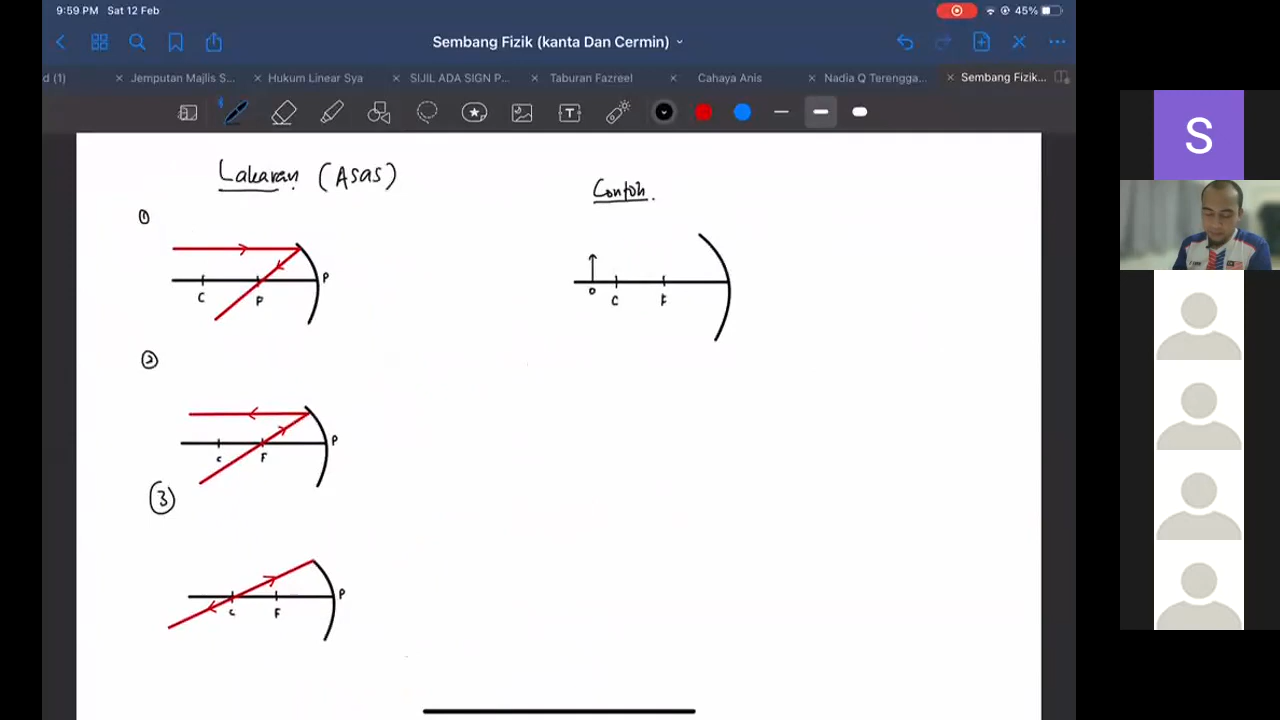 9:59 PM Sat 12 Feb
45%
Sembang Fizik (kanta Dan Cermin)
d (1)
Jemputan Majlis S...
Hukum Linear Sya
SIJIL ADA SIGN P...
Taburan Fazreel
Cahaya Anis
Nadia Q Terengga...
Sembang Fizik...
T
S
Lakaran (Asas)
Contoh.
1
C P P
O C F
2
c F P
3
c F P